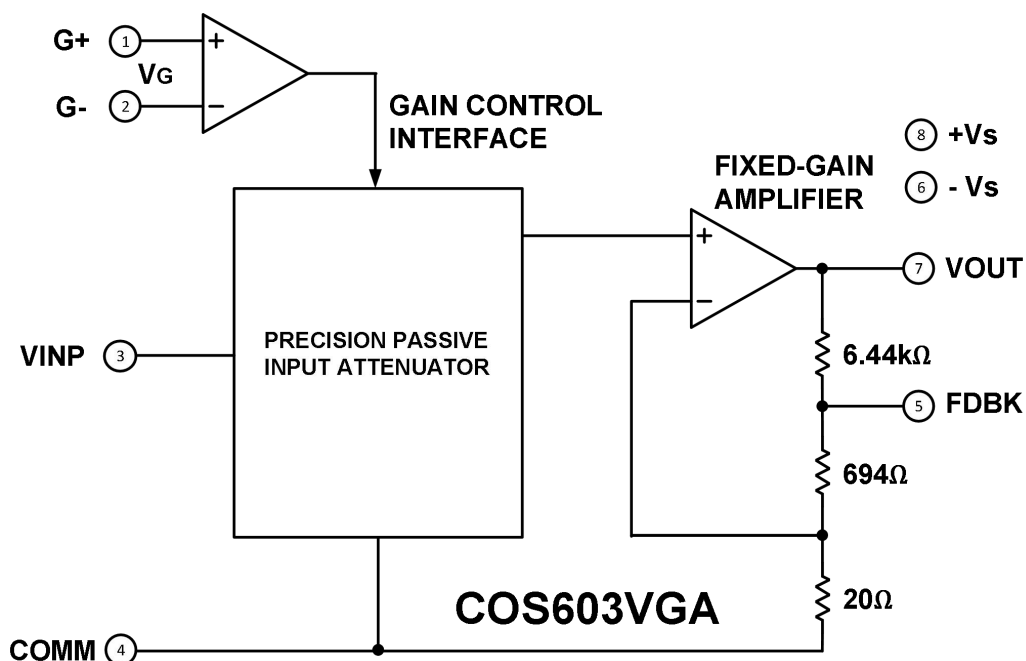 G+ 1
+
VG
G- 2
−
GAIN CONTROL
INTERFACE
8 +Vs
6 - Vs
FIXED-GAIN
AMPLIFIER
+
−
7 VOUT
PRECISION PASSIVE
INPUT ATTENUATOR
VINP 3
6.44kΩ
5 FDBK
694Ω
20Ω
COS603VGA
COMM 4